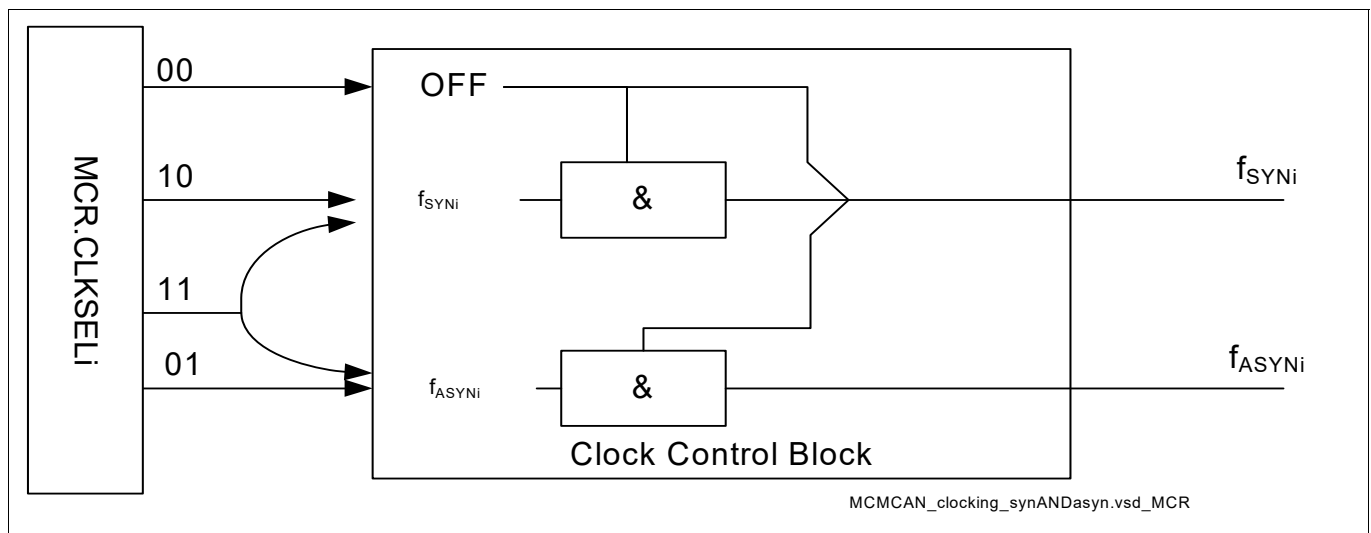 MCR.CLKSELi
00
10
11
01
OFF
fSYNi
&
fASYNi
&
Clock Control Block
fSYNi
fASYNi
MCMCAN_clocking_synANDasyn.vsd_MCR